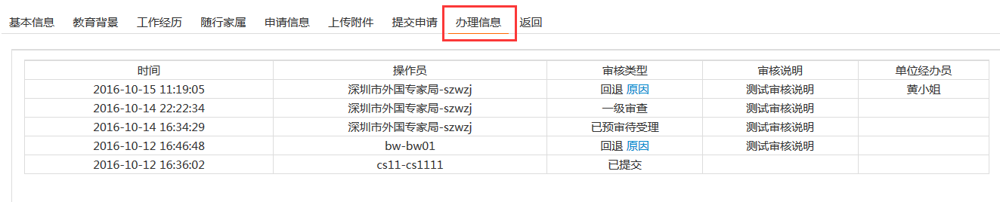 基本信息 教育背景 工作经历 随行家属 申请信息 上传附件 提交申请 办理信息 返回
时间 操作员 审核类型 审核说明 单位经办员
2016-10-15 11:19:05 深圳市外国专家局-szwzj 回退 原因 测试审核说明 黄小姐
2016-10-14 22:22:34 深圳市外国专家局-szwzj 一级审查 测试审核说明
2016-10-14 16:34:29 深圳市外国专家局-szwzj 已预审待受理 测试审核说明
2016-10-12 16:46:48 bw-bw01 回退 原因 测试审核说明
2016-10-12 16:36:02 cs11-cs1111 已提交